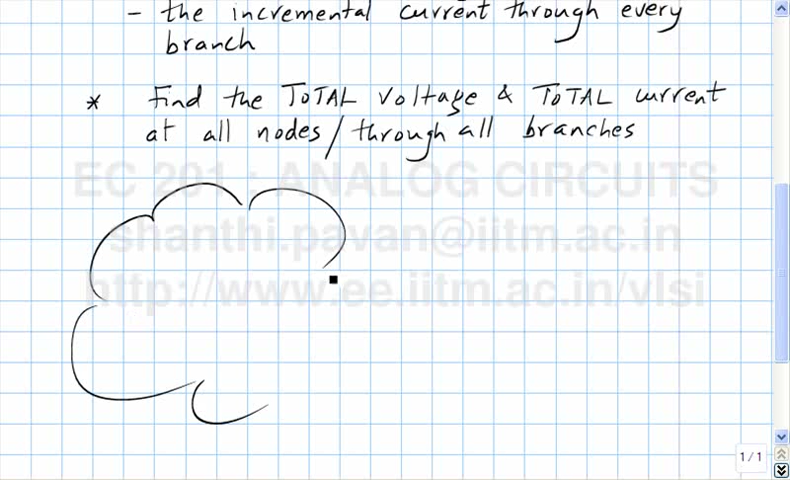 - the incremental current through every
branch
* Find the TOTAL Voltage & TOTAL current
at all nodes / through all branches
EC 201 : ANALOG CIRCUITS
shanthi.pavan@iitm.ac.in
http://www.ee.iitm.ac.in/vlsi
1 / 1